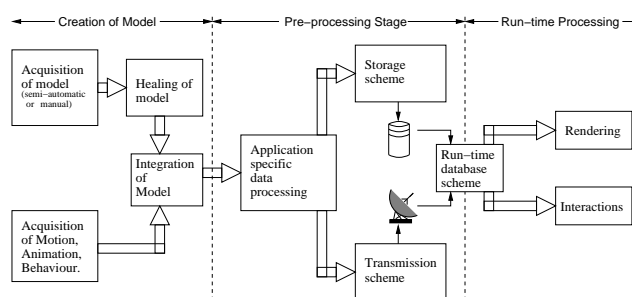 Creation of Model
Pre−processing Stage
Run−time Processing
Acquisition
of model
(semi−automatic
or manual)
Healing of
model
Integration
of
Model
Acquisition
of Motion,
Animation,
Behaviour.
Application
specific
data
processing
Storage
scheme
Transmission
scheme
Run−time
database
scheme
Rendering
Interactions